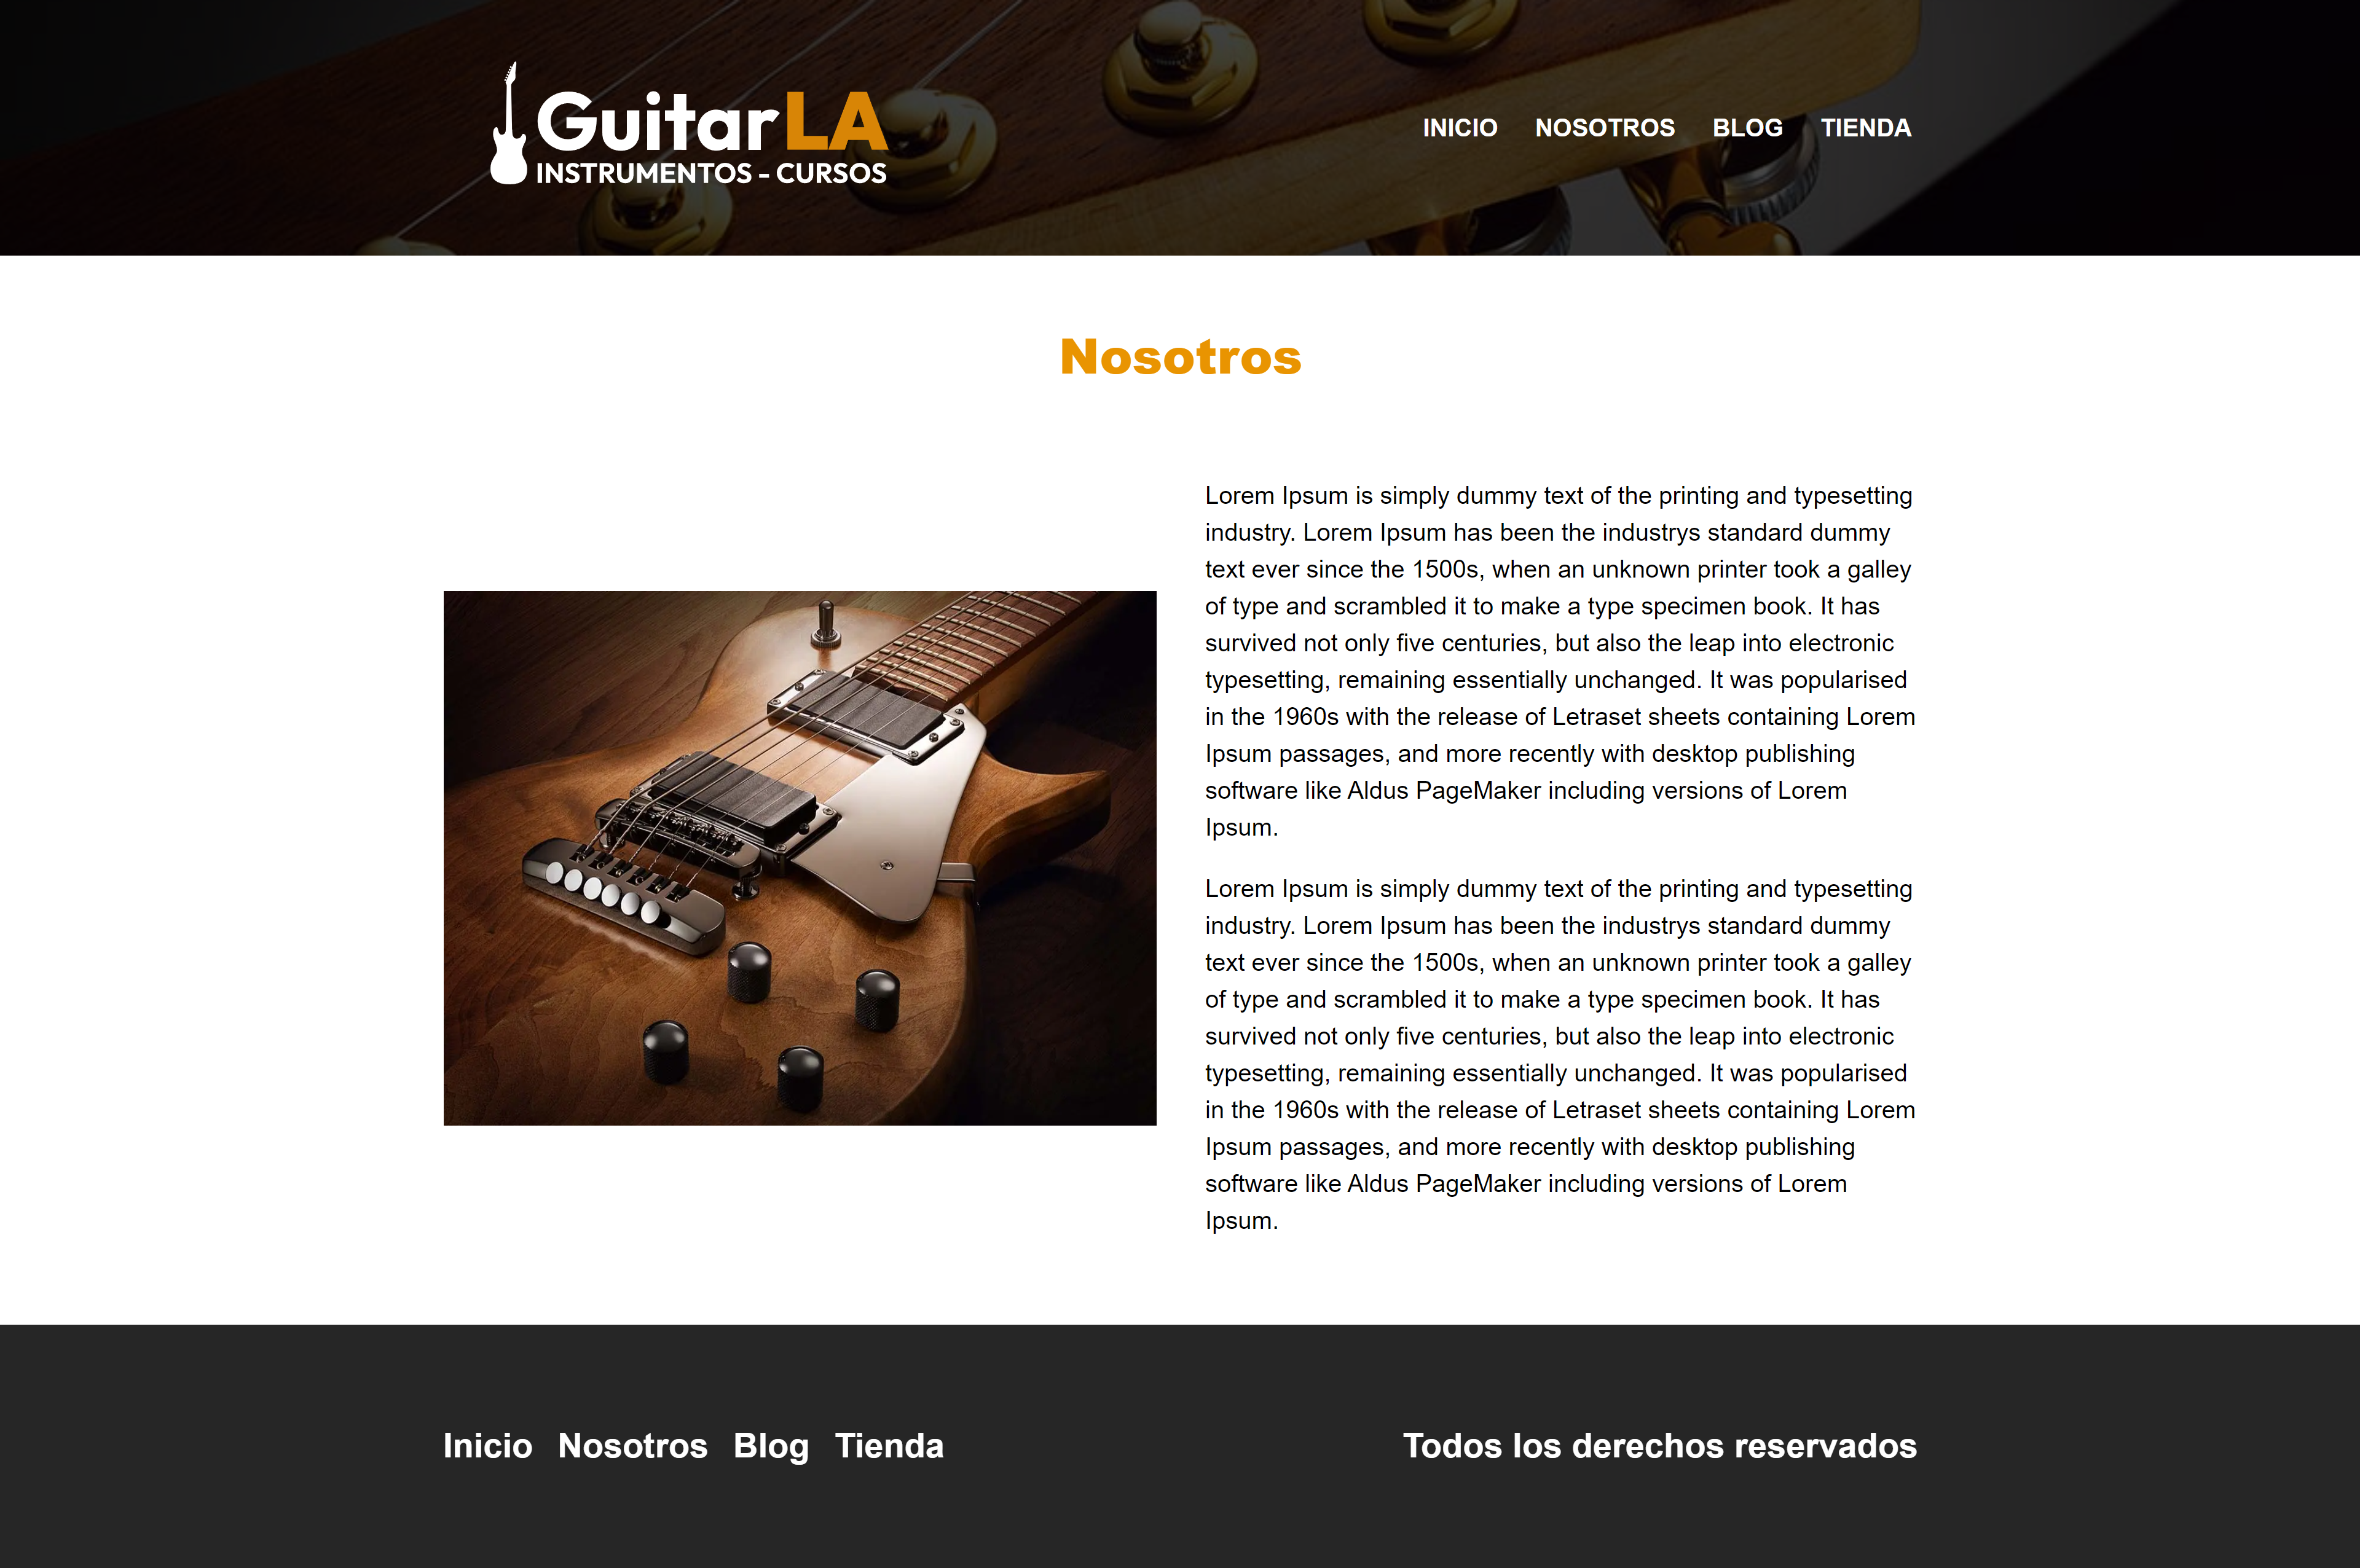 GuitarLA
INSTRUMENTOS - CURSOS
INICIO NOSOTROS BLOG TIENDA
Nosotros
Lorem Ipsum is simply dummy text of the printing and typesetting
industry. Lorem Ipsum has been the industrys standard dummy
text ever since the 1500s, when an unknown printer took a galley
of type and scrambled it to make a type specimen book. It has
survived not only five centuries, but also the leap into electronic
typesetting, remaining essentially unchanged. It was popularised
in the 1960s with the release of Letraset sheets containing Lorem
Ipsum passages, and more recently with desktop publishing
software like Aldus PageMaker including versions of Lorem
Ipsum.
Lorem Ipsum is simply dummy text of the printing and typesetting
industry. Lorem Ipsum has been the industrys standard dummy
text ever since the 1500s, when an unknown printer took a galley
of type and scrambled it to make a type specimen book. It has
survived not only five centuries, but also the leap into electronic
typesetting, remaining essentially unchanged. It was popularised
in the 1960s with the release of Letraset sheets containing Lorem
Ipsum passages, and more recently with desktop publishing
software like Aldus PageMaker including versions of Lorem
Ipsum.
Inicio Nosotros Blog Tienda
Todos los derechos reservados